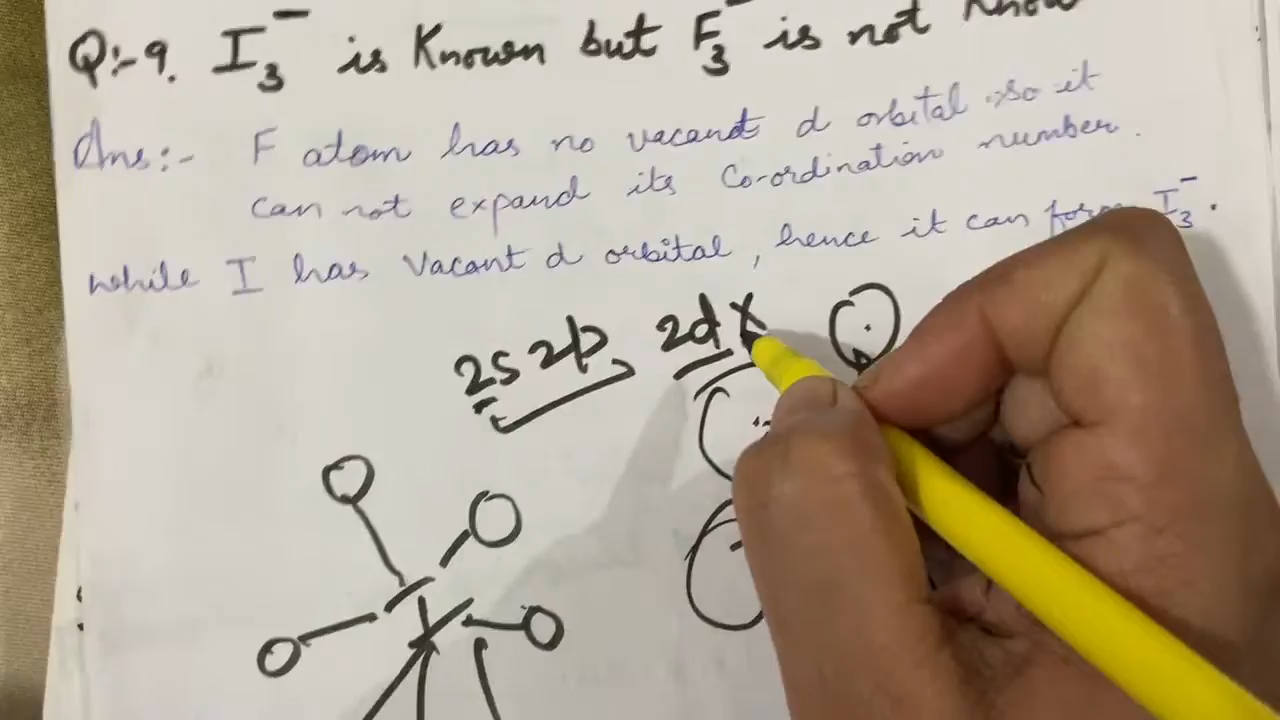 Q:-9. I₃⁻ is Known but F₃⁻ is not know
Ans:- F atom has no vacant d orbital so it
can not expand its co-ordination number.
while I has vacant d orbital, hence it can form I₃⁻.
2s 2p, 2d x